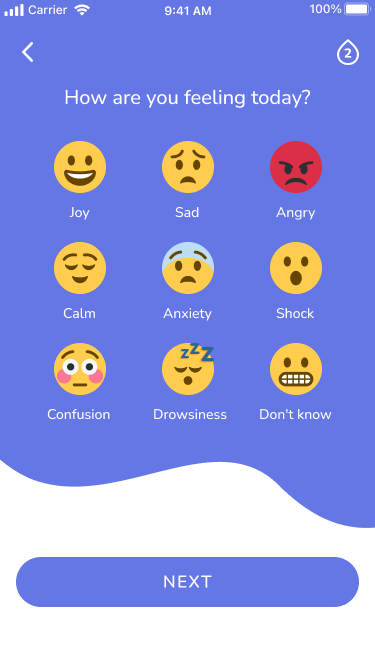 Carrier 9:41 AM 100%
2
How are you feeling today?
Joy Sad Angry
zzz
Calm Anxiety Shock
Confusion Drowsiness Don't know
NEXT